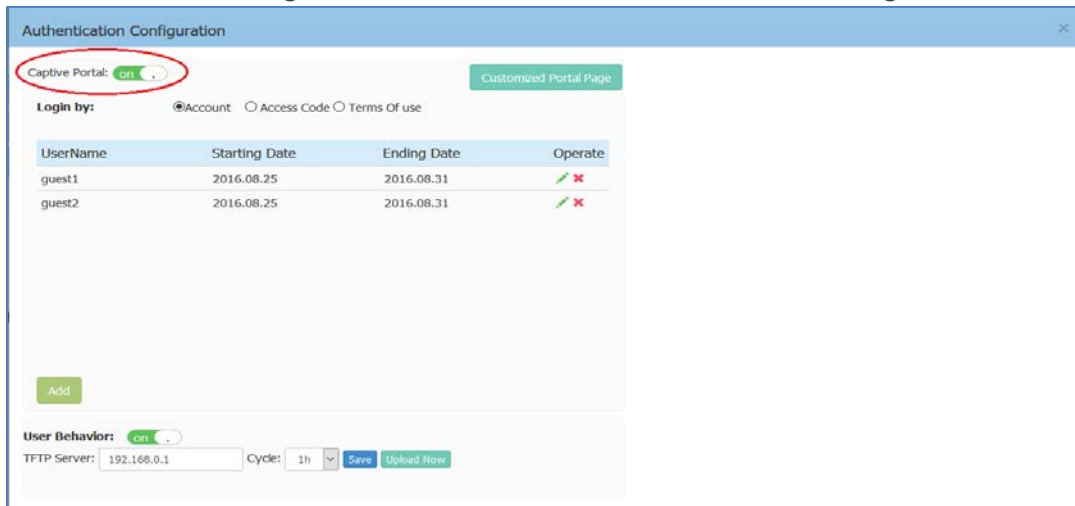 Authentication Configuration
Captive Portal: on
Customized Portal Page
Login by: Account Access Code Terms Of use
UserName Starting Date Ending Date Operate
guest1 2016.08.25 2016.08.31
guest2 2016.08.25 2016.08.31
Add
User Behavior: on
TFTP Server: 192.168.0.1 Cycle: 1h Save Upload Now